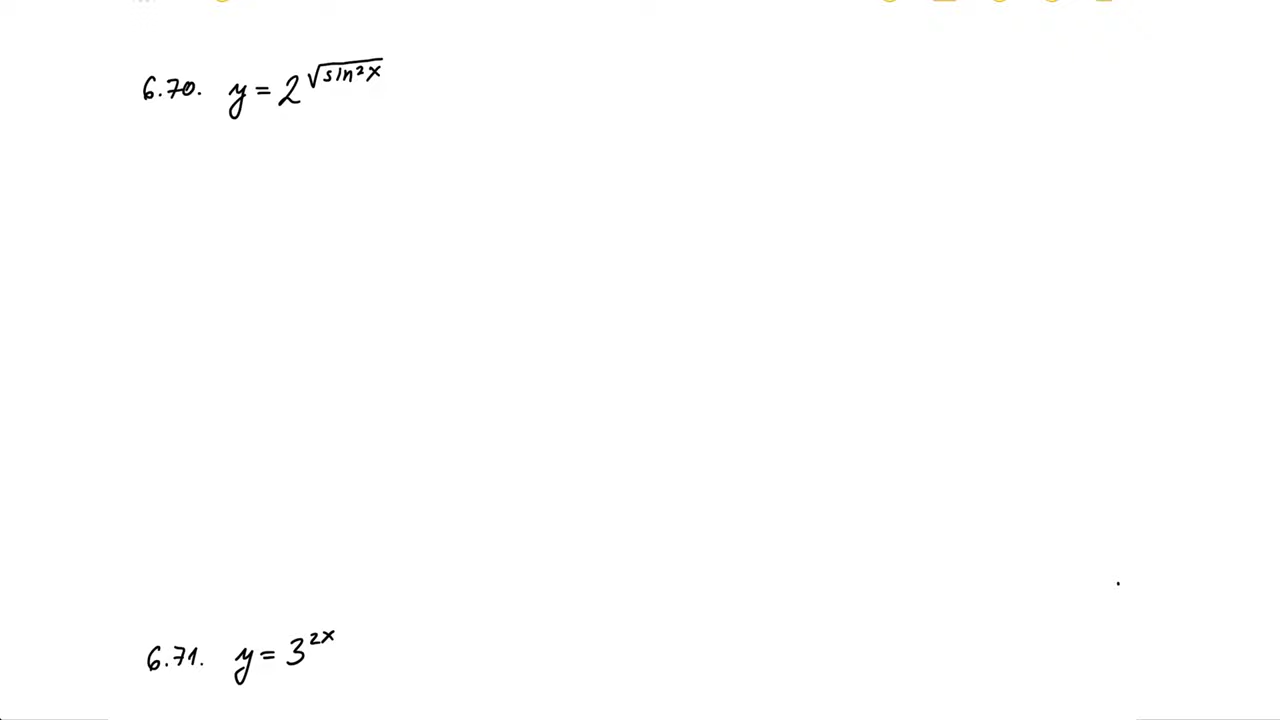 6.70. y = 2^√(sin²x)
6.71. y = 3^(2x)